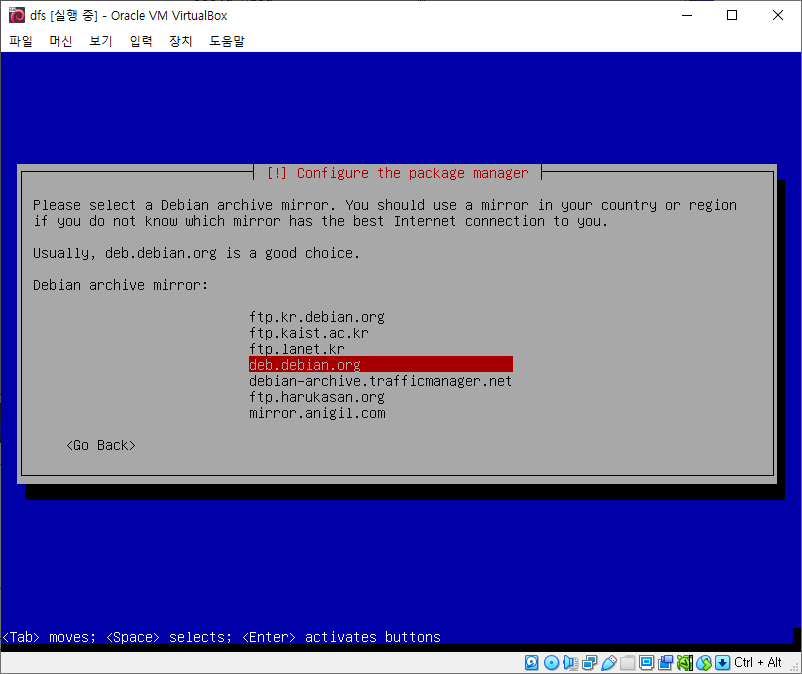 dfs [실행 중] - Oracle VM VirtualBox
파일 머신 보기 입력 장치 도움말
[!] Configure the package manager
Please select a Debian archive mirror. You should use a mirror in your country or region
if you do not know which mirror has the best Internet connection to you.
Usually, deb.debian.org is a good choice.
Debian archive mirror:
ftp.kr.debian.org
ftp.kaist.ac.kr
ftp.lanet.kr
deb.debian.org
debian-archive.trafficmanager.net
ftp.harukasan.org
mirror.anigil.com
<Go Back>
<Tab> moves; <Space> selects; <Enter> activates buttons
Ctrl + Alt